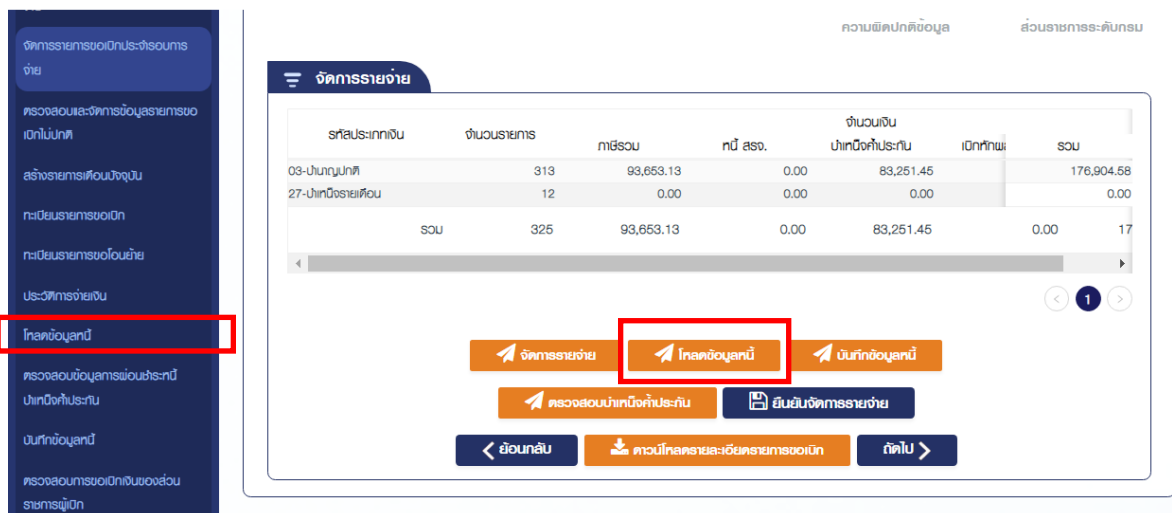 จัดการรายการขอเบิกประจำรอบการ
จ่าย
ตรวจสอบและจัดการข้อมูลรายการขอ
เบิกไม่ปกติ
สร้างรายการเดือนปัจจุบัน
ทะเบียนรายการขอเบิก
ทะเบียนรายการขอโอนย้าย
ประวัติการจ่ายเงิน
โหลดข้อมูลหนี้
ตรวจสอบข้อมูลการผ่อนชำระหนี้
บำเหน็จค้ำประกัน
บันทึกข้อมูลหนี้
ตรวจสอบการขอเบิกเงินของส่วน
ราชการผู้เบิก
ความผิดปกติข้อมูล ส่วนราชการระดับกรม
จัดการรายจ่าย
จำนวนเงิน
รหัสประเภทเงิน จำนวนรายการ ภาษีรวม หนี้ สรจ. บำเหน็จค้ำประกัน เบิกหักผล รวม
03-บำนาญปกติ 313 93,653.13 0.00 83,251.45 176,904.58
27-บำเหน็จรายเดือน 12 0.00 0.00 0.00 0.00
รวม 325 93,653.13 0.00 83,251.45 0.00 17
1
จัดการรายจ่าย โหลดข้อมูลหนี้ บันทึกข้อมูลหนี้
ตรวจสอบบำเหน็จค้ำประกัน ยืนยันจัดการรายจ่าย
ย้อนกลับ ดาวน์โหลดรายละเอียดรายการขอเบิก ถัดไป